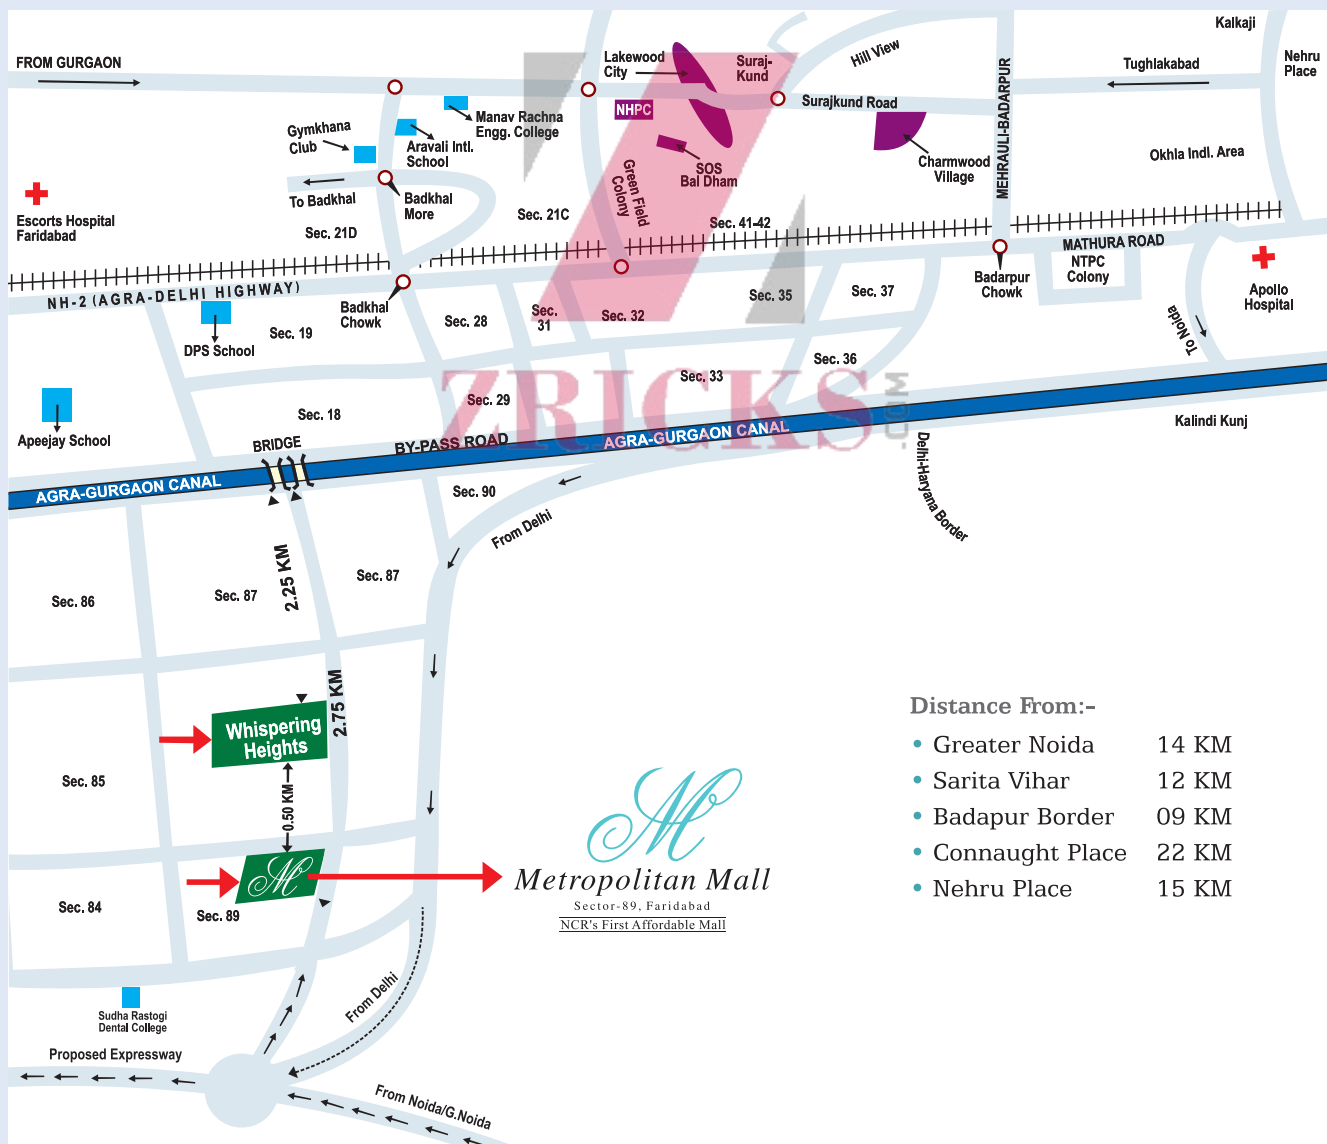 FROM GURGAON
Lakewood
City
Suraj-
Kund
Hill View
Kalkaji
Nehru
Place
Tughlakabad
MEHRAULI-BADARPUR
Surajkund Road
NHPC
Manav Rachna
Engg. College
Gymkhana
Club
Aravali Intl.
School
SOS
Bal Dham
Charmwood
Village
Okhla Indl. Area
Green Field
Colony
To Badkhal
Badkhal
More
Escorts Hospital
Faridabad
Sec. 21D
Sec. 21C
Sec. 41-42
MATHURA ROAD
NTPC
Colony
Badarpur
Chowk
Apollo
Hospital
NH-2 (AGRA-DELHI HIGHWAY)
Badkhal
Chowk
Sec. 19
Sec. 28
Sec.
31
Sec. 32
Sec. 35
Sec. 37
To Noida
DPS School
Sec. 36
Sec. 33
ZRICKS
.COM
Sec. 29
Sec. 18
Apeejay School
BRIDGE
BY-PASS ROAD
AGRA-GURGAON CANAL
Kalindi Kunj
AGRA-GURGAON CANAL
Delhi-Haryana Border
Sec. 90
From Delhi
2.25 KM
Sec. 87
Sec. 87
Sec. 86
2.75 KM
Whispering
Heights
Sec. 85
0.50 KM
M
Sec. 84
Sec. 89
M
Metropolitan Mall
Sector-89, Faridabad
NCR's First Affordable Mall
Distance From:-
• Greater Noida 14 KM
• Sarita Vihar 12 KM
• Badapur Border 09 KM
• Connaught Place 22 KM
• Nehru Place 15 KM
From Delhi
Sudha Rastogi
Dental College
Proposed Expressway
From Noida/G.Noida